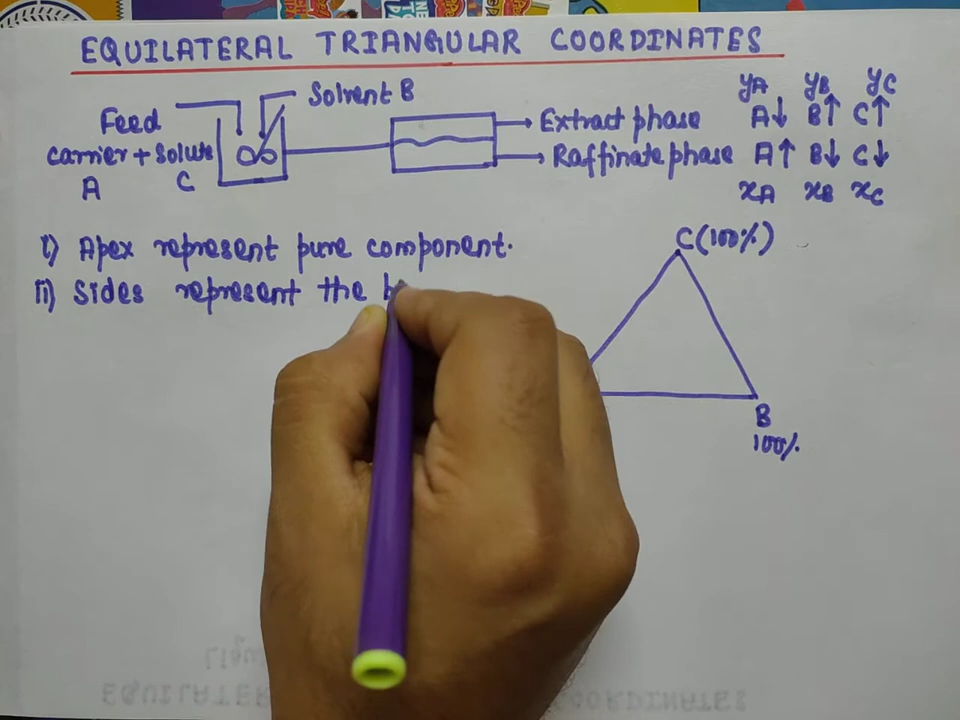 EQUILATERAL TRIANGULAR COORDINATES
Solvent B
Feed
Carrier + Solute
A C
Extract phase
Raffinate phase
yA yB yC
A↓ B↑ C↑
A↑ B↓ C↓
xA xB xC
i) Apex represent pure component.
ii) Sides represent the
C (100%)
B
100%